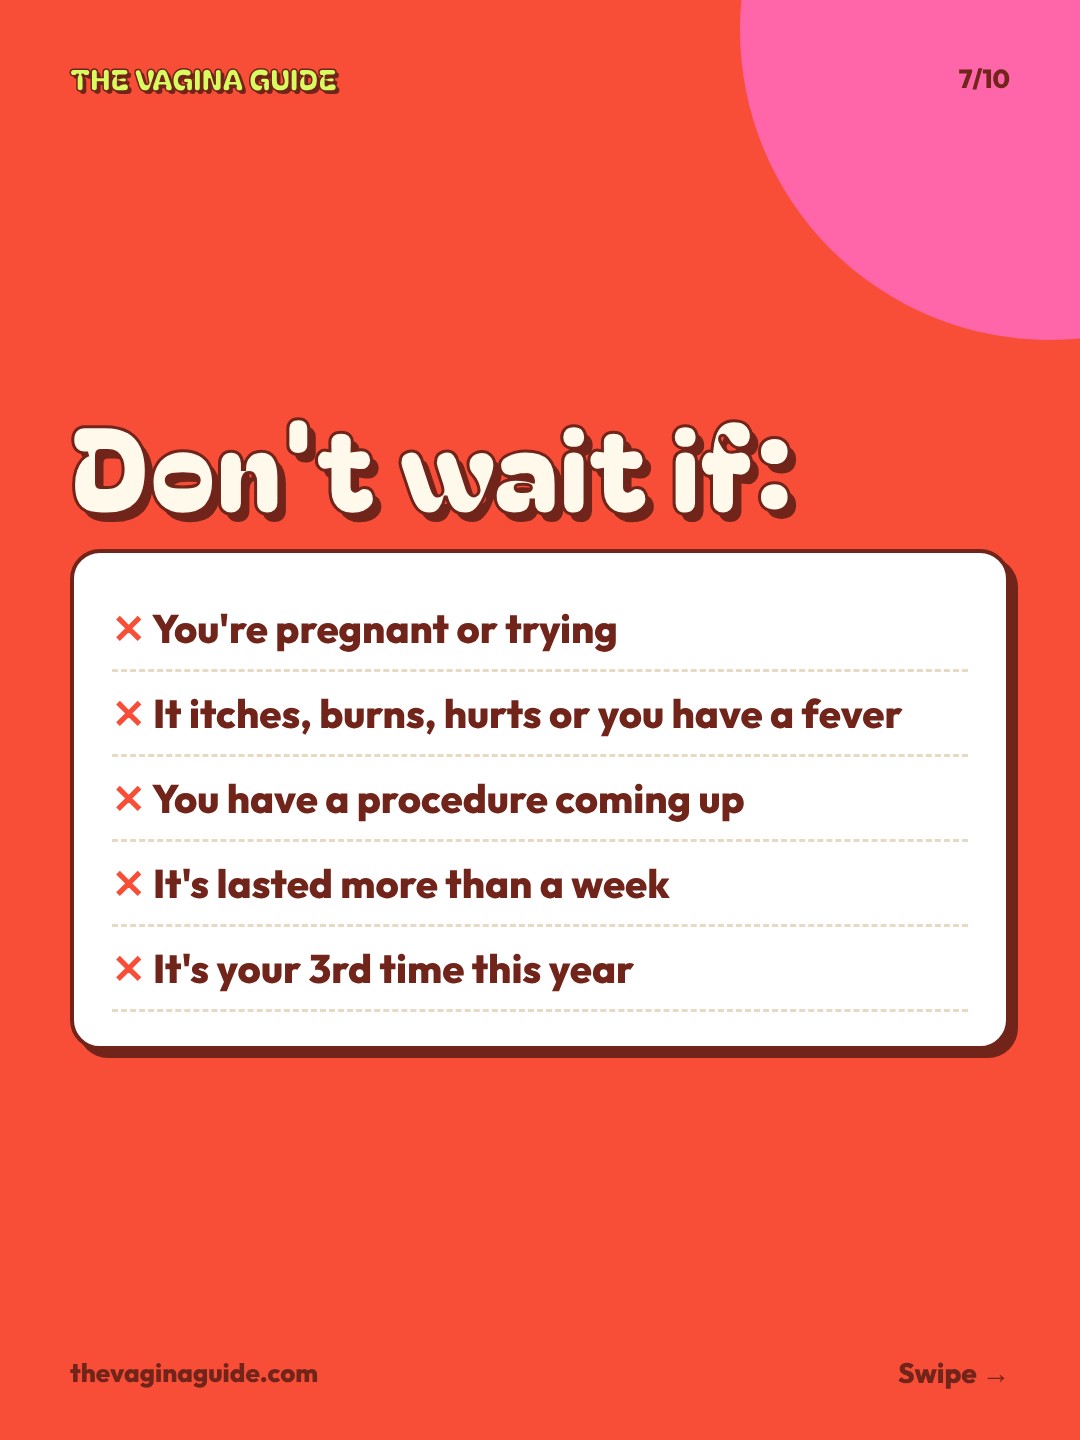 THE VAGINA GUIDE
7/10
Don't wait if:
✕ You're pregnant or trying
✕ It itches, burns, hurts or you have a fever
✕ You have a procedure coming up
✕ It's lasted more than a week
✕ It's your 3rd time this year
thevaginaguide.com
Swipe →